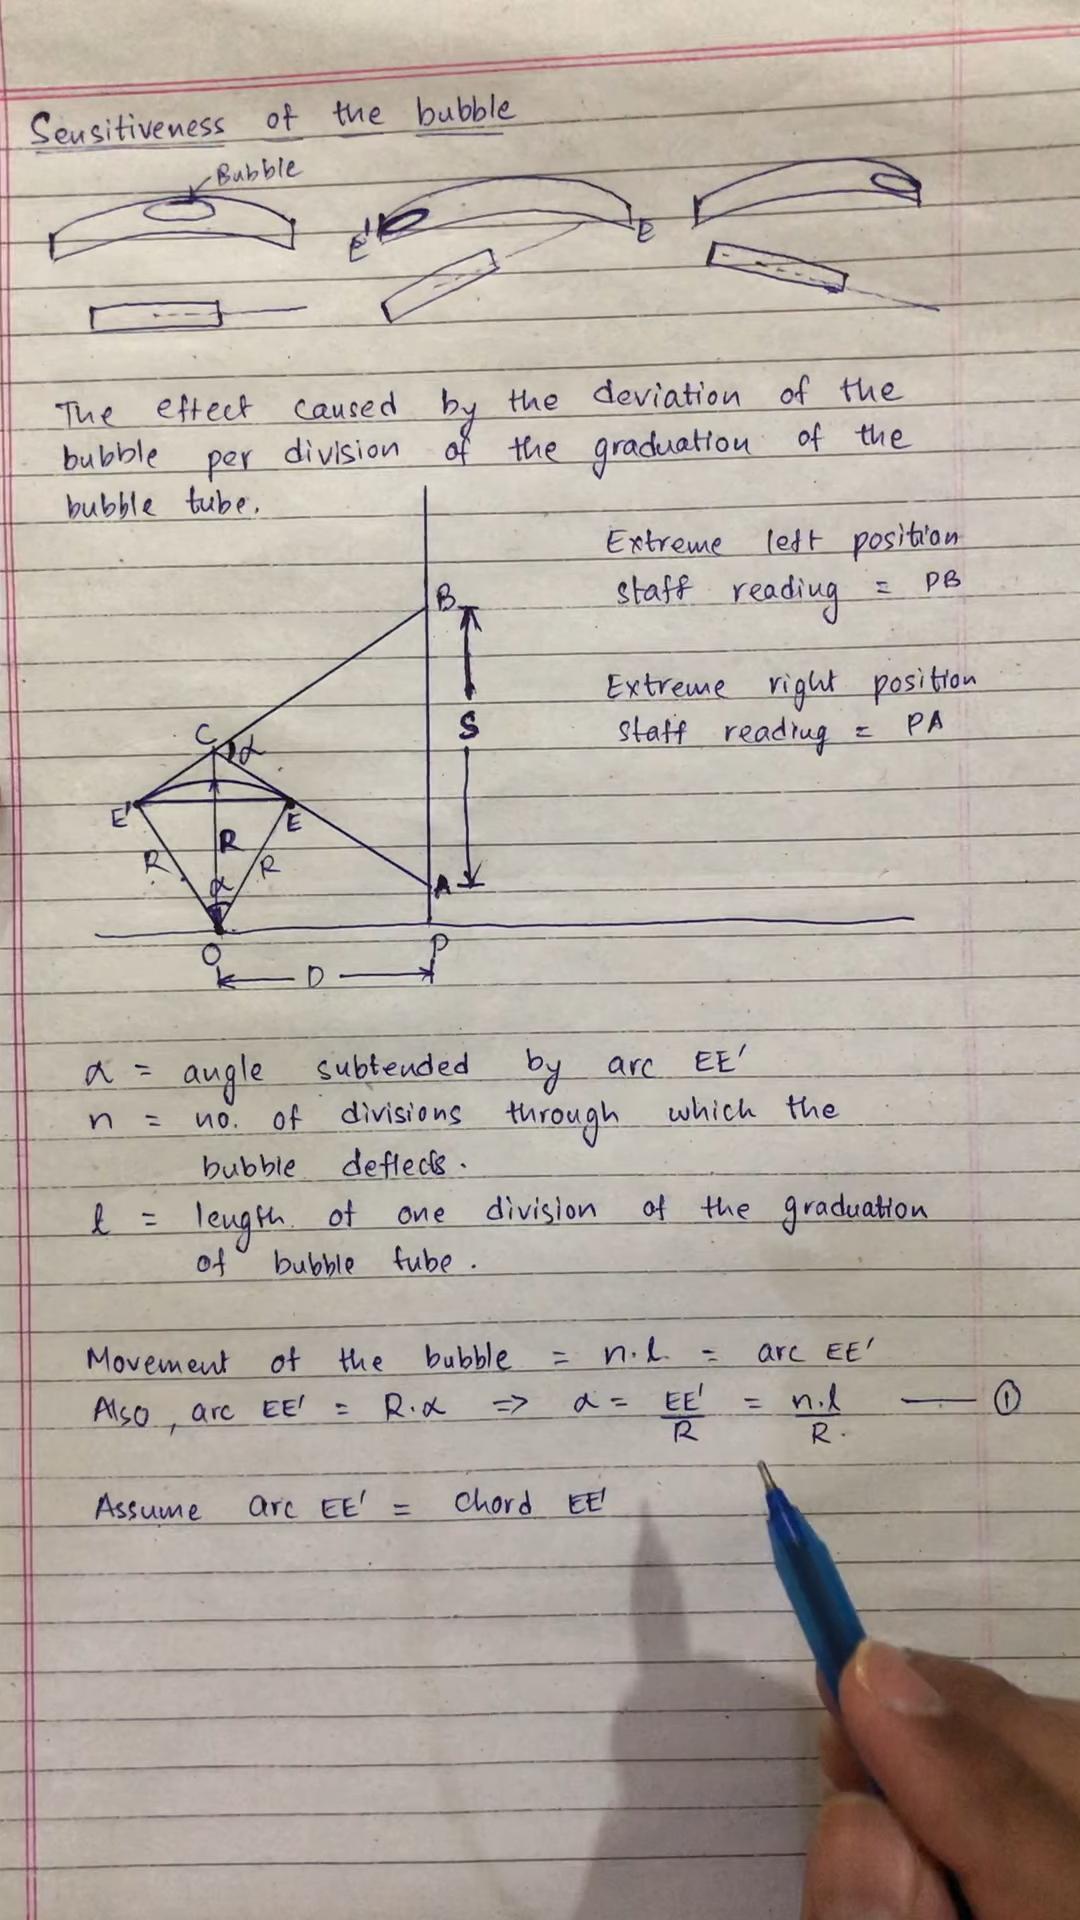 Sensitiveness of the bubble
Bubble
E' E
The effect caused by the deviation of the
bubble per division of the graduation of the
bubble tube.
Extreme left position
staff reading = PB
B
Extreme right position
staff reading = PA
S
C α
E' E
R R R
α A
O P
D
α = angle subtended by arc EE'
n = no. of divisions through which the
bubble deflects.
l = length of one division of the graduation
of bubble tube.
Movement of the bubble = n.l. = arc EE'
Also, arc EE' = R.α => α = EE'/R = n.l/R. —— ①
Assume arc EE' = chord EE'